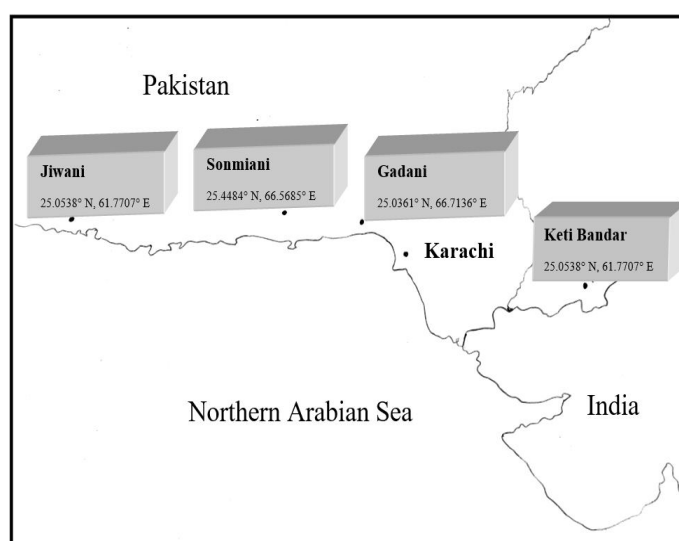 Pakistan
Jiwani
25.0538° N, 61.7707° E
Sonmiani
25.4484° N, 66.5685° E
Gadani
25.0361° N, 66.7136° E
Keti Bandar
25.0538° N, 61.7707° E
Karachi
Northern Arabian Sea
India